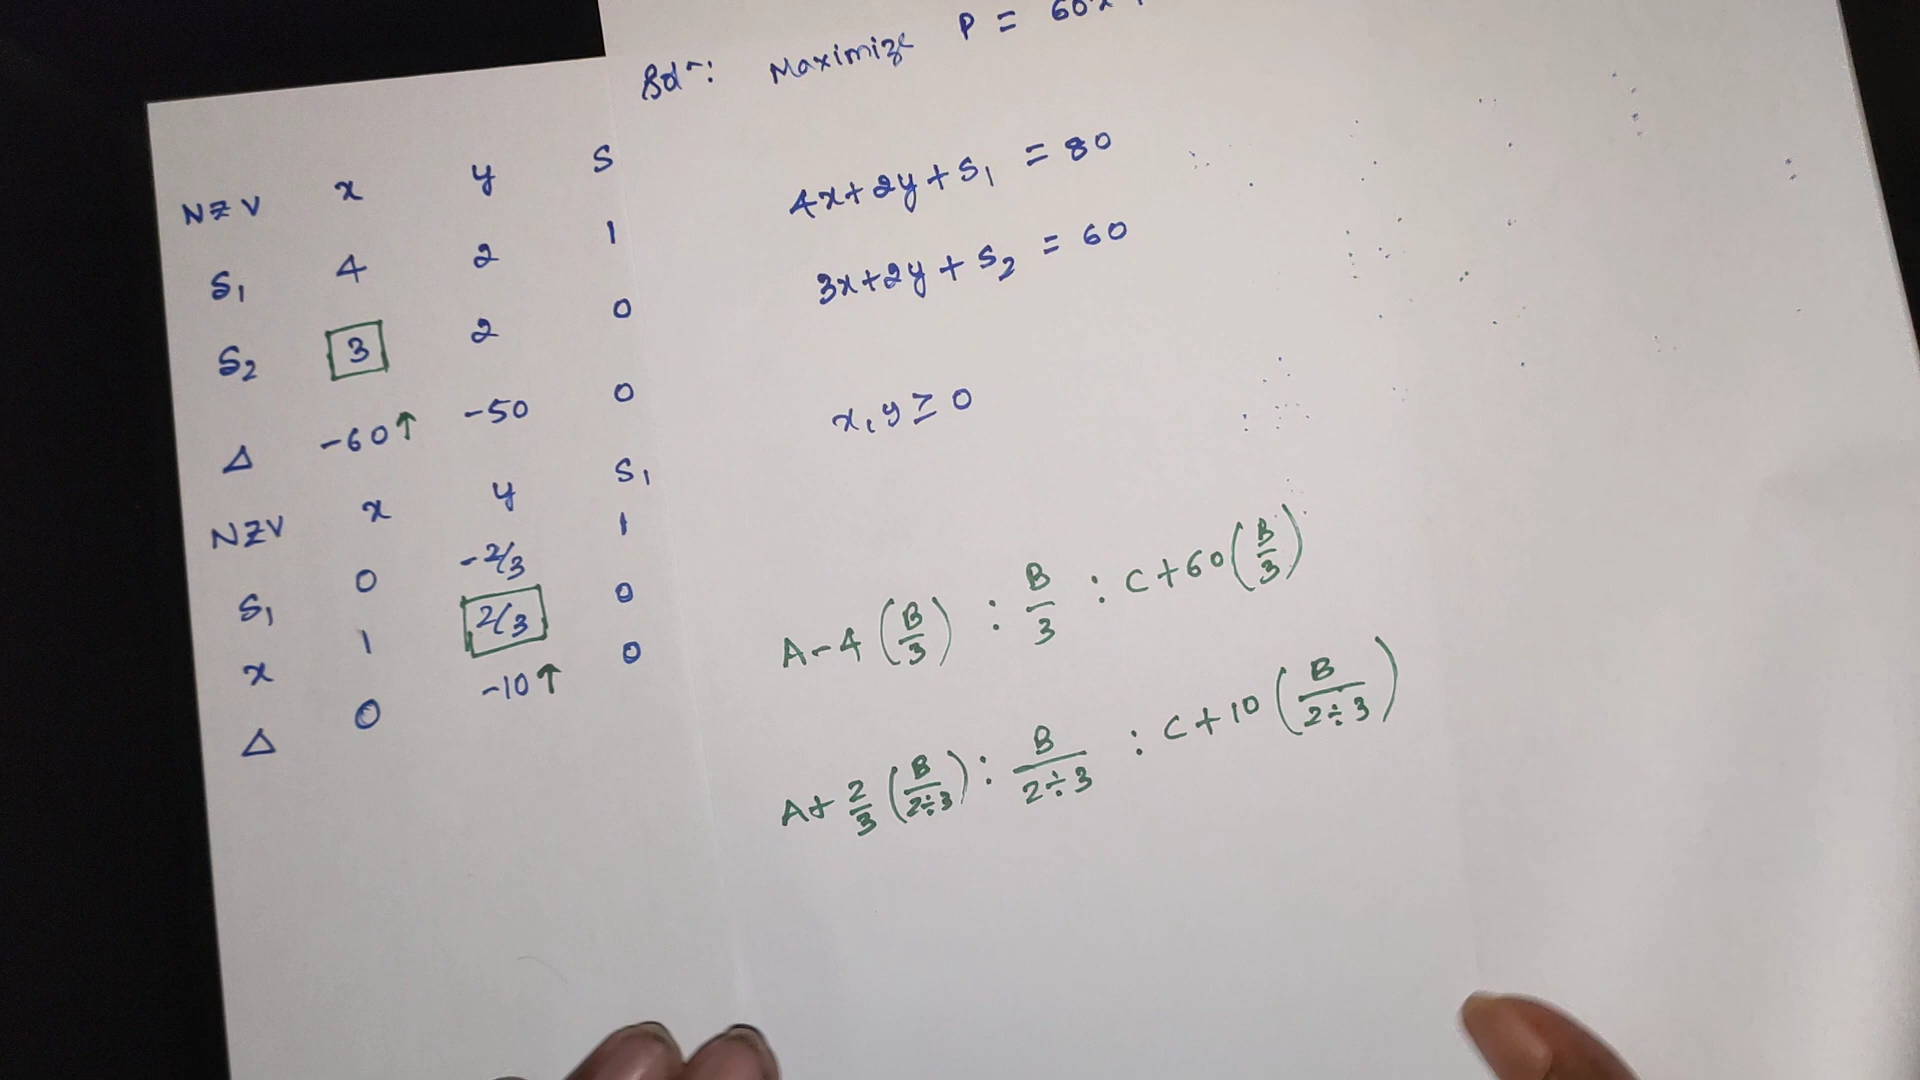 Maximize P = 60x
4x+2y+S₁ = 80
3x+2y+S₂ = 60
x,y ≥ 0
A-4(B/3) : B/3 : C+60(B/3)
A+2/3(B/2÷3) : B/2÷3 : C+10(B/2÷3)
NZV x y S
S₁ 4 2 1
S₂ 3 2 0
Δ -60↑ -50 0
NZV x y S₁
S₁ 0 -2/3 1
x 1 2/3 0
Δ 0 -10↑ 0